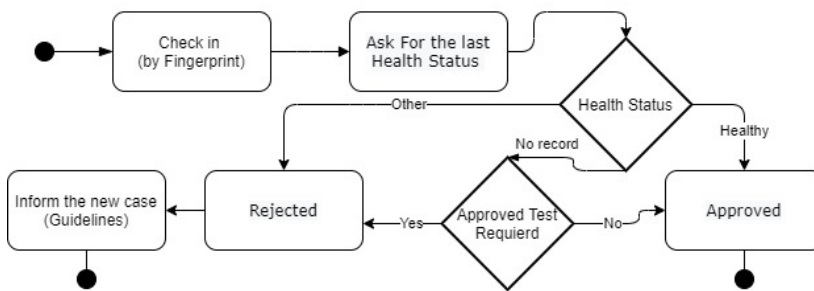 Check in
(by Fingerprint)
Ask For the last
Health Status
Health Status
Other
Healthy
No record
Inform the new case
(Guidelines)
Rejected
Yes
Approved Test
Requierd
No
Approved